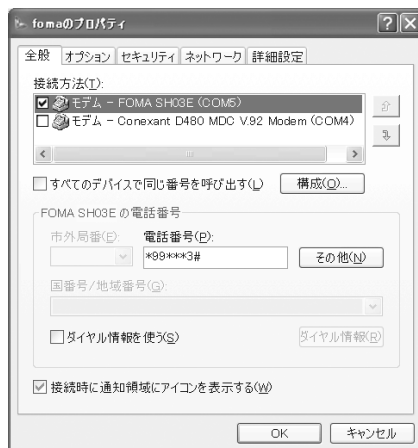 fomaのプロパティ
全般 オプション セキュリティ ネットワーク 詳細設定
接続方法(T):
モデム - FOMA SH03E (COM5)
モデム - Conexant D480 MDC V.92 Modem (COM4)
すべてのデバイスで同じ番号を呼び出す(L) 構成(O)...
FOMA SH03E の電話番号
市外局番(E): 電話番号(P):
*99***3# その他(N)
国番号/地域番号(G):
ダイヤル情報を使う(S) ダイヤル情報(R)
接続時に通知領域にアイコンを表示する(W)
OK キャンセル